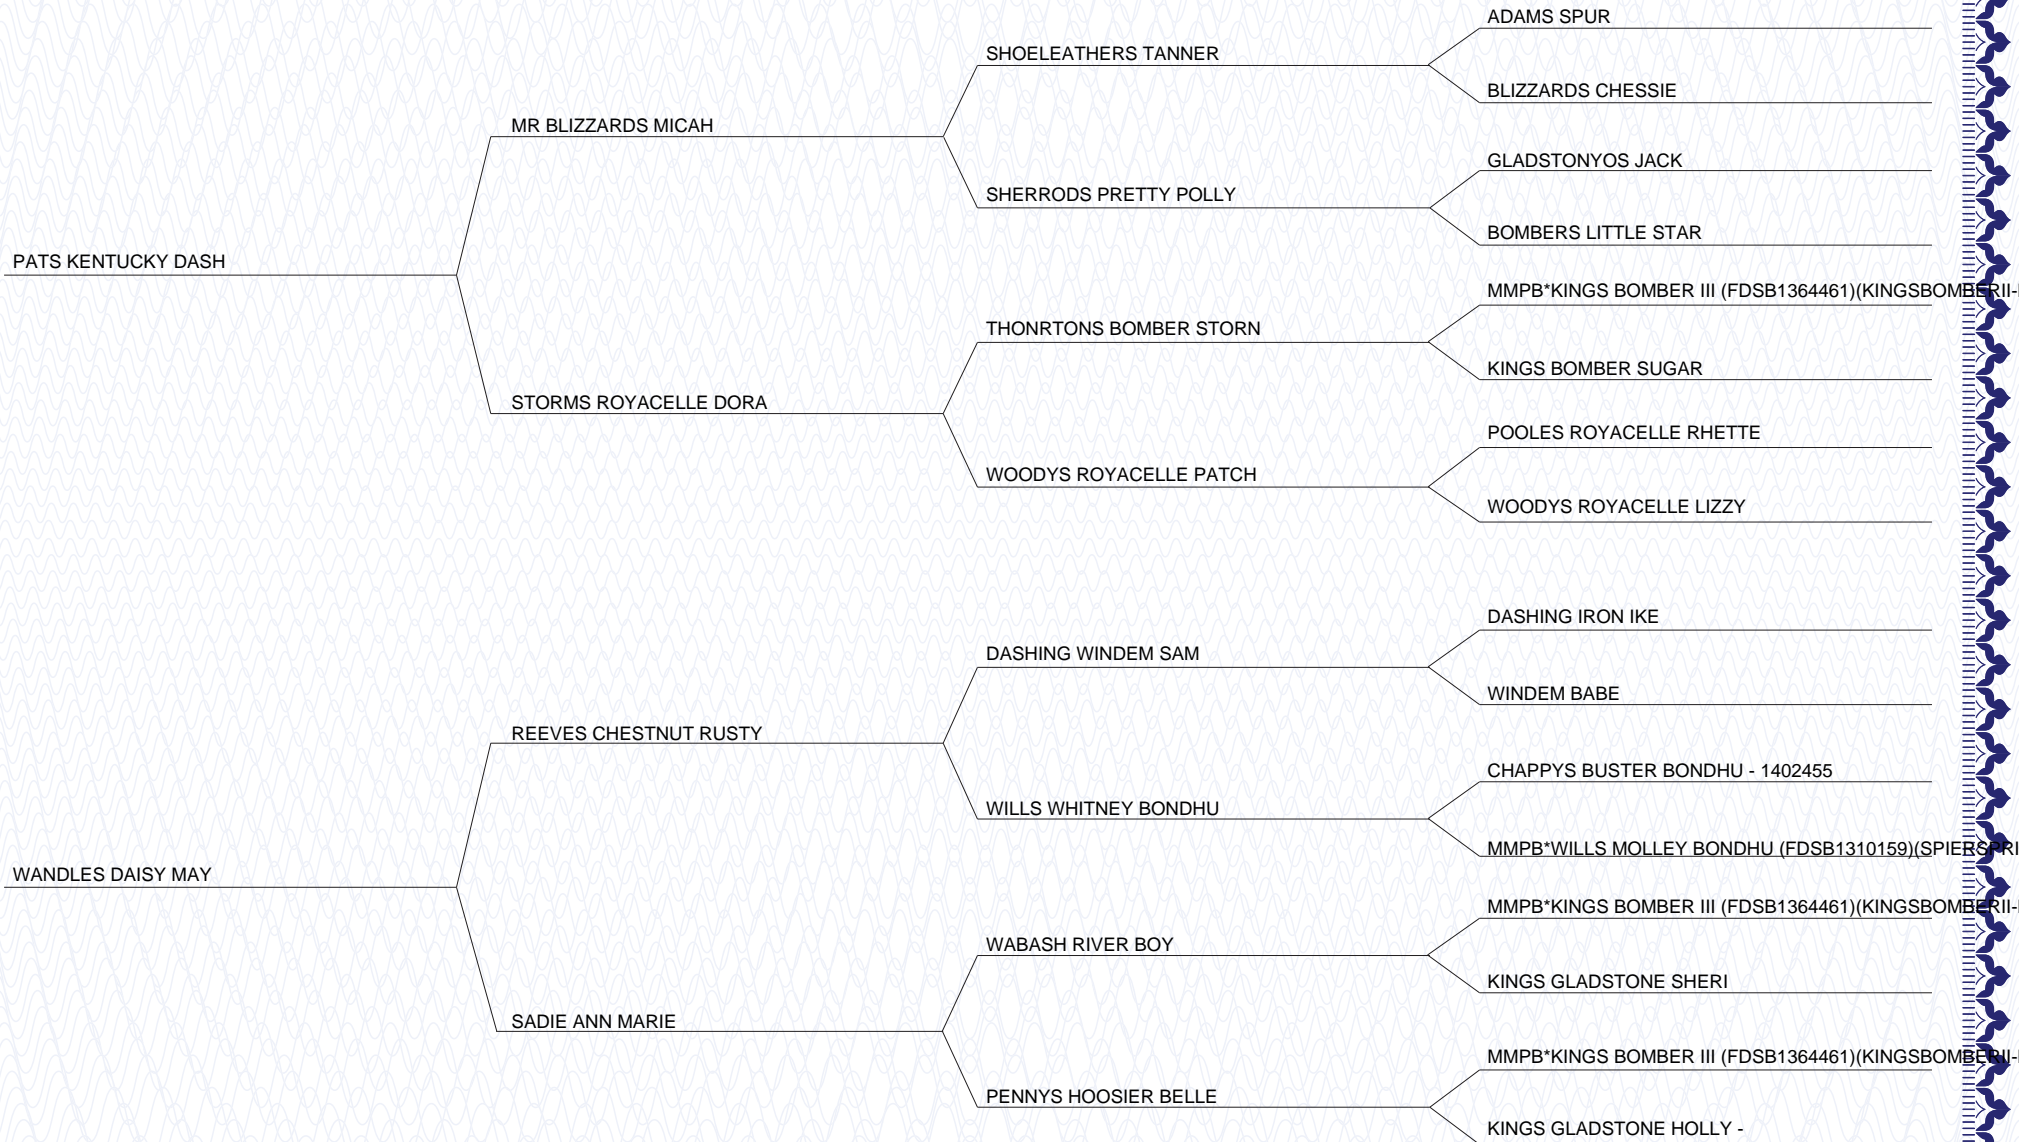 ADAMS SPUR
SHOELEATHERS TANNER
BLIZZARDS CHESSIE
MR BLIZZARDS MICAH
GLADSTONYOS JACK
SHERRODS PRETTY POLLY
BOMBERS LITTLE STAR
PATS KENTUCKY DASH
MMPB*KINGS BOMBER III (FDSB1364461)(KINGSBOMBERII-
THONRTONS BOMBER STORN
KINGS BOMBER SUGAR
STORMS ROYACELLE DORA
POOLES ROYACELLE RHETTE
WOODYS ROYACELLE PATCH
WOODYS ROYACELLE LIZZY
DASHING IRON IKE
DASHING WINDEM SAM
WINDEM BABE
REEVES CHESTNUT RUSTY
CHAPPYS BUSTER BONDHU - 1402455
WILLS WHITNEY BONDHU
MMPB*WILLS MOLLEY BONDHU (FDSB1310159)(SPIERSPRI
WANDLES DAISY MAY
MMPB*KINGS BOMBER III (FDSB1364461)(KINGSBOMBERII-
WABASH RIVER BOY
KINGS GLADSTONE SHERI
SADIE ANN MARIE
MMPB*KINGS BOMBER III (FDSB1364461)(KINGSBOMBERII-
PENNYS HOOSIER BELLE
KINGS GLADSTONE HOLLY -